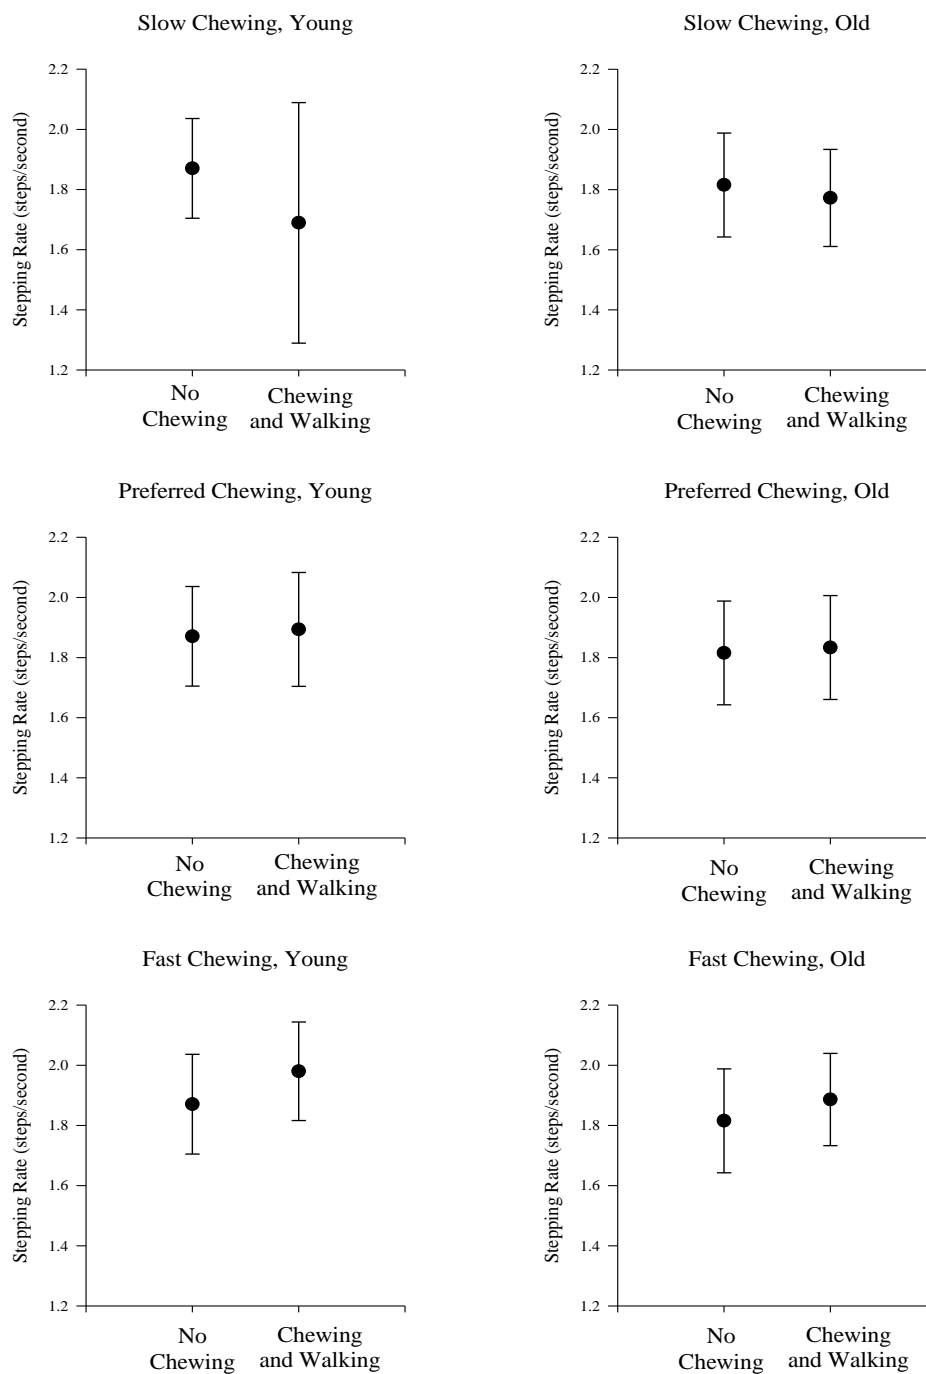 Slow Chewing, Young
Stepping Rate (steps/second)
2.2
2.0
1.8
1.6
1.4
1.2
No
Chewing
Chewing
and Walking
Slow Chewing, Old
Stepping Rate (steps/second)
2.2
2.0
1.8
1.6
1.4
1.2
No
Chewing
Chewing
and Walking
Preferred Chewing, Young
Stepping Rate (steps/second)
2.2
2.0
1.8
1.6
1.4
1.2
No
Chewing
Chewing
and Walking
Preferred Chewing, Old
Stepping Rate (steps/second)
2.2
2.0
1.8
1.6
1.4
1.2
No
Chewing
Chewing
and Walking
Fast Chewing, Young
Stepping Rate (steps/second)
2.2
2.0
1.8
1.6
1.4
1.2
No
Chewing
Chewing
and Walking
Fast Chewing, Old
Stepping Rate (steps/second)
2.2
2.0
1.8
1.6
1.4
1.2
No
Chewing
Chewing
and Walking